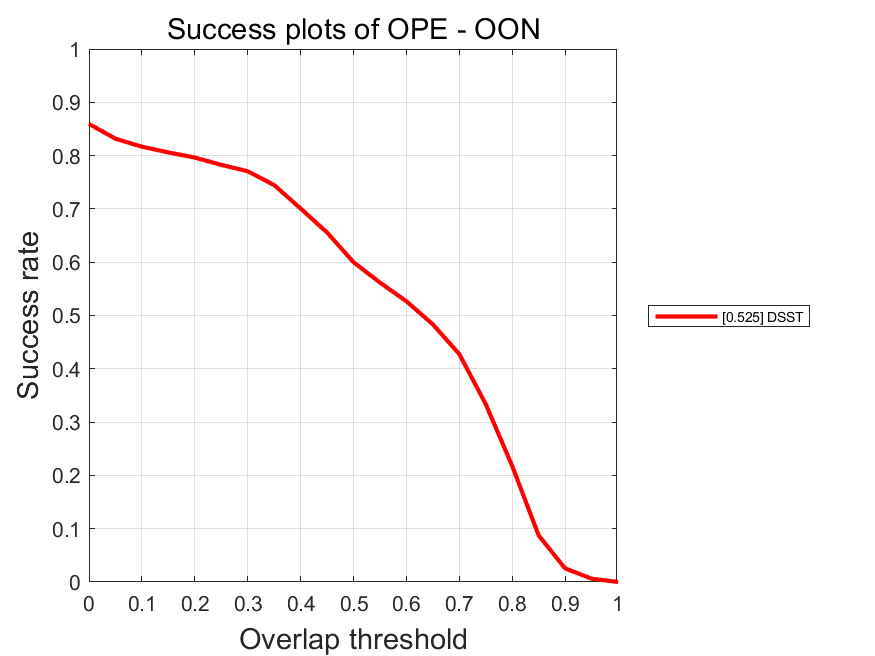 Success plots of OPE - OON
1
0.9
0.8
0.7
0.6
0.5
0.4
0.3
0.2
0.1
0
Success rate
0 0.1 0.2 0.3 0.4 0.5 0.6 0.7 0.8 0.9 1
Overlap threshold
[0.525] DSST